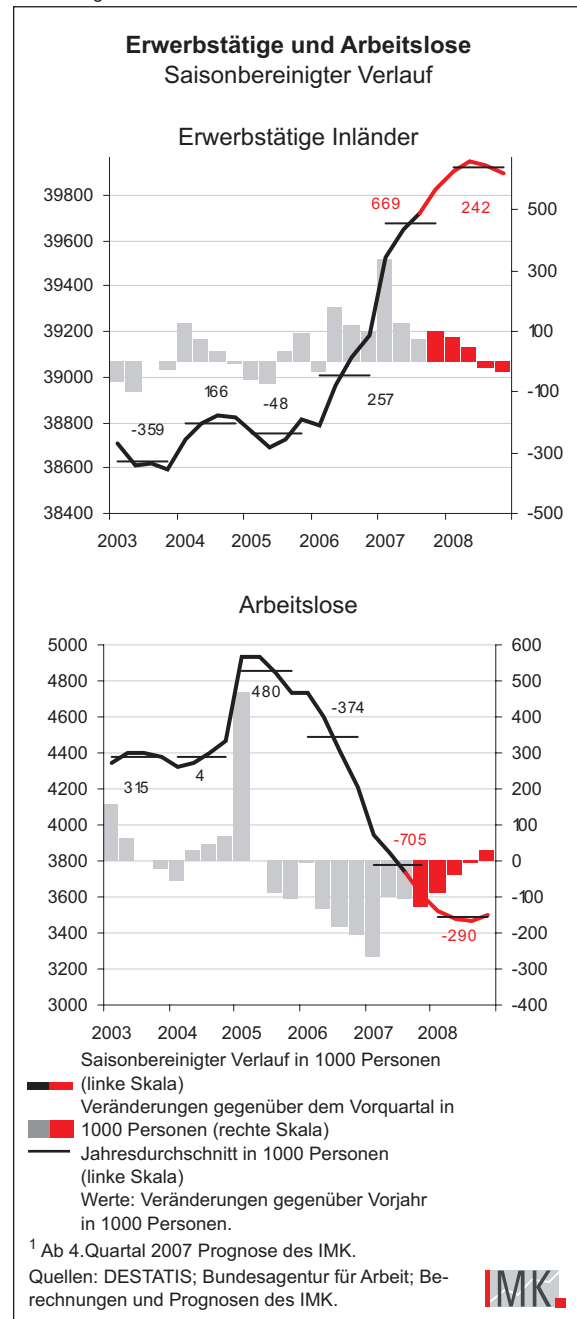 Erwerbstätige und Arbeitslose
Saisonbereinigter Verlauf
Erwerbstätige Inländer
39800
39600
39400
39200
39000
38800
38600
38400
500
300
100
-100
-300
-500
669
242
166
-359
-48
257
2003 2004 2005 2006 2007 2008
Arbeitslose
5000
4800
4600
4400
4200
4000
3800
3600
3400
3200
3000
600
500
400
300
200
100
0
-100
-200
-300
-400
480
-374
315
4
-705
-290
2003 2004 2005 2006 2007 2008
Saisonbereinigter Verlauf in 1000 Personen
(linke Skala)
Veränderungen gegenüber dem Vorquartal in
1000 Personen (rechte Skala)
Jahresdurchschnitt in 1000 Personen
(linke Skala)
Werte: Veränderungen gegenüber Vorjahr
in 1000 Personen.
1 Ab 4.Quartal 2007 Prognose des IMK.
Quellen: DESTATIS; Bundesagentur für Arbeit; Be-
rechnungen und Prognosen des IMK.
IMK